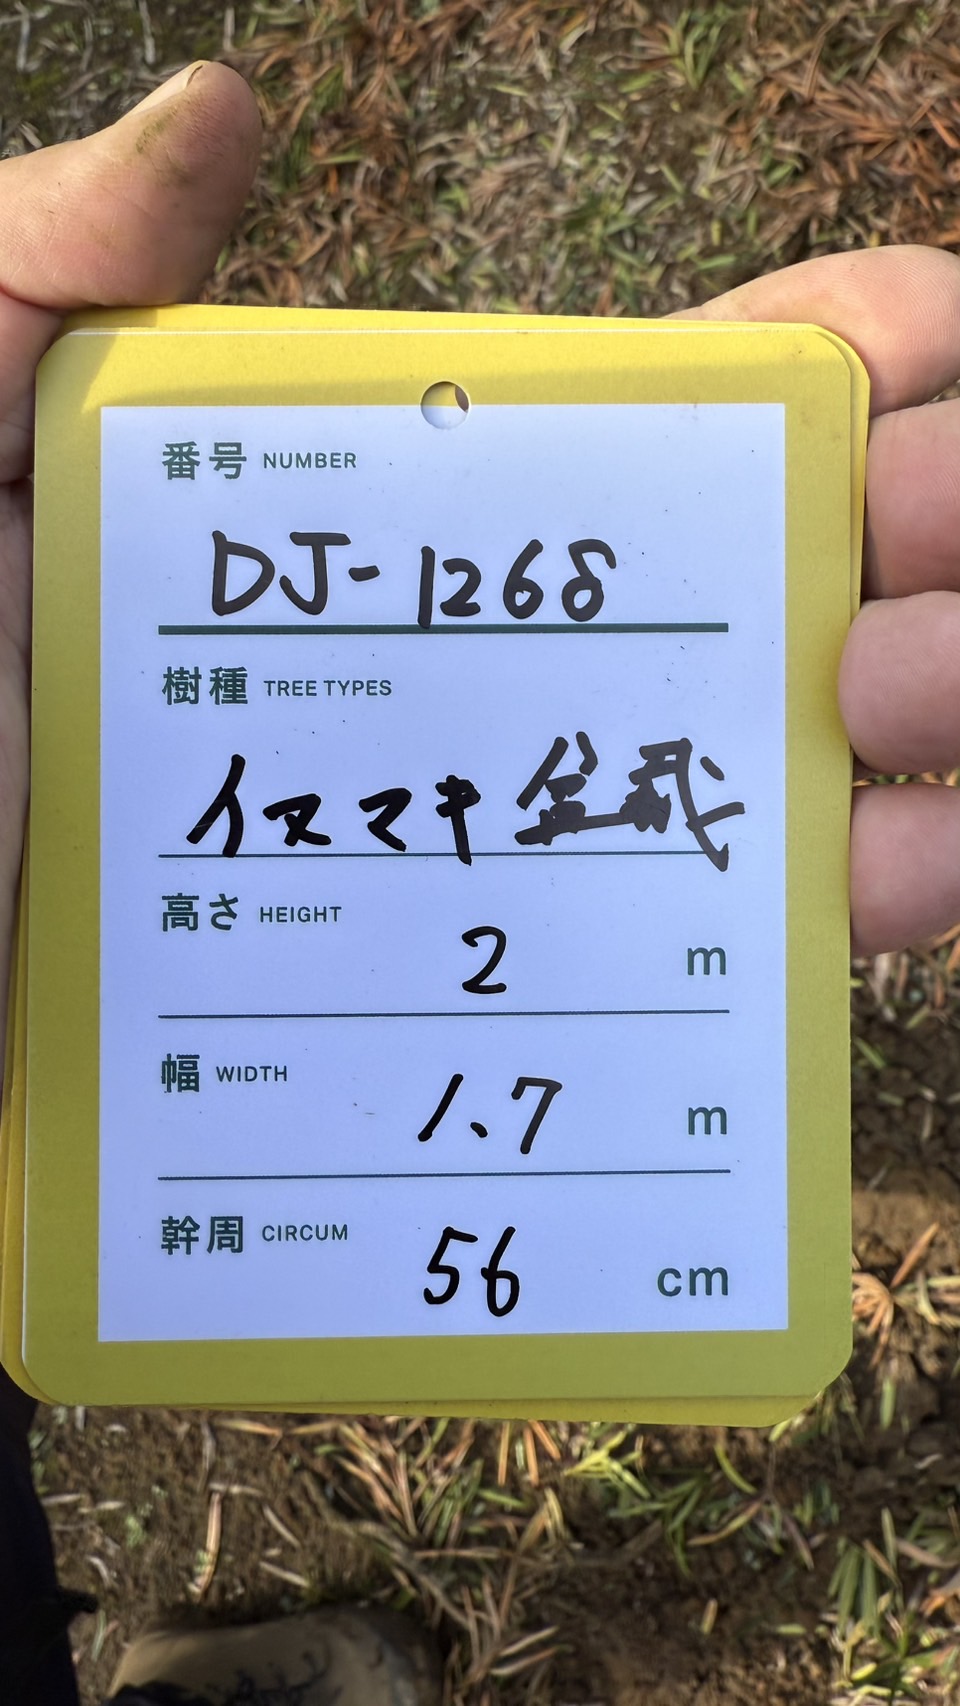 番号 NUMBER
DJ-1268
樹種 TREE TYPES
イヌマキ盆栽
高さ HEIGHT
2 m
幅 WIDTH
1.7 m
幹周 CIRCUM
56 cm